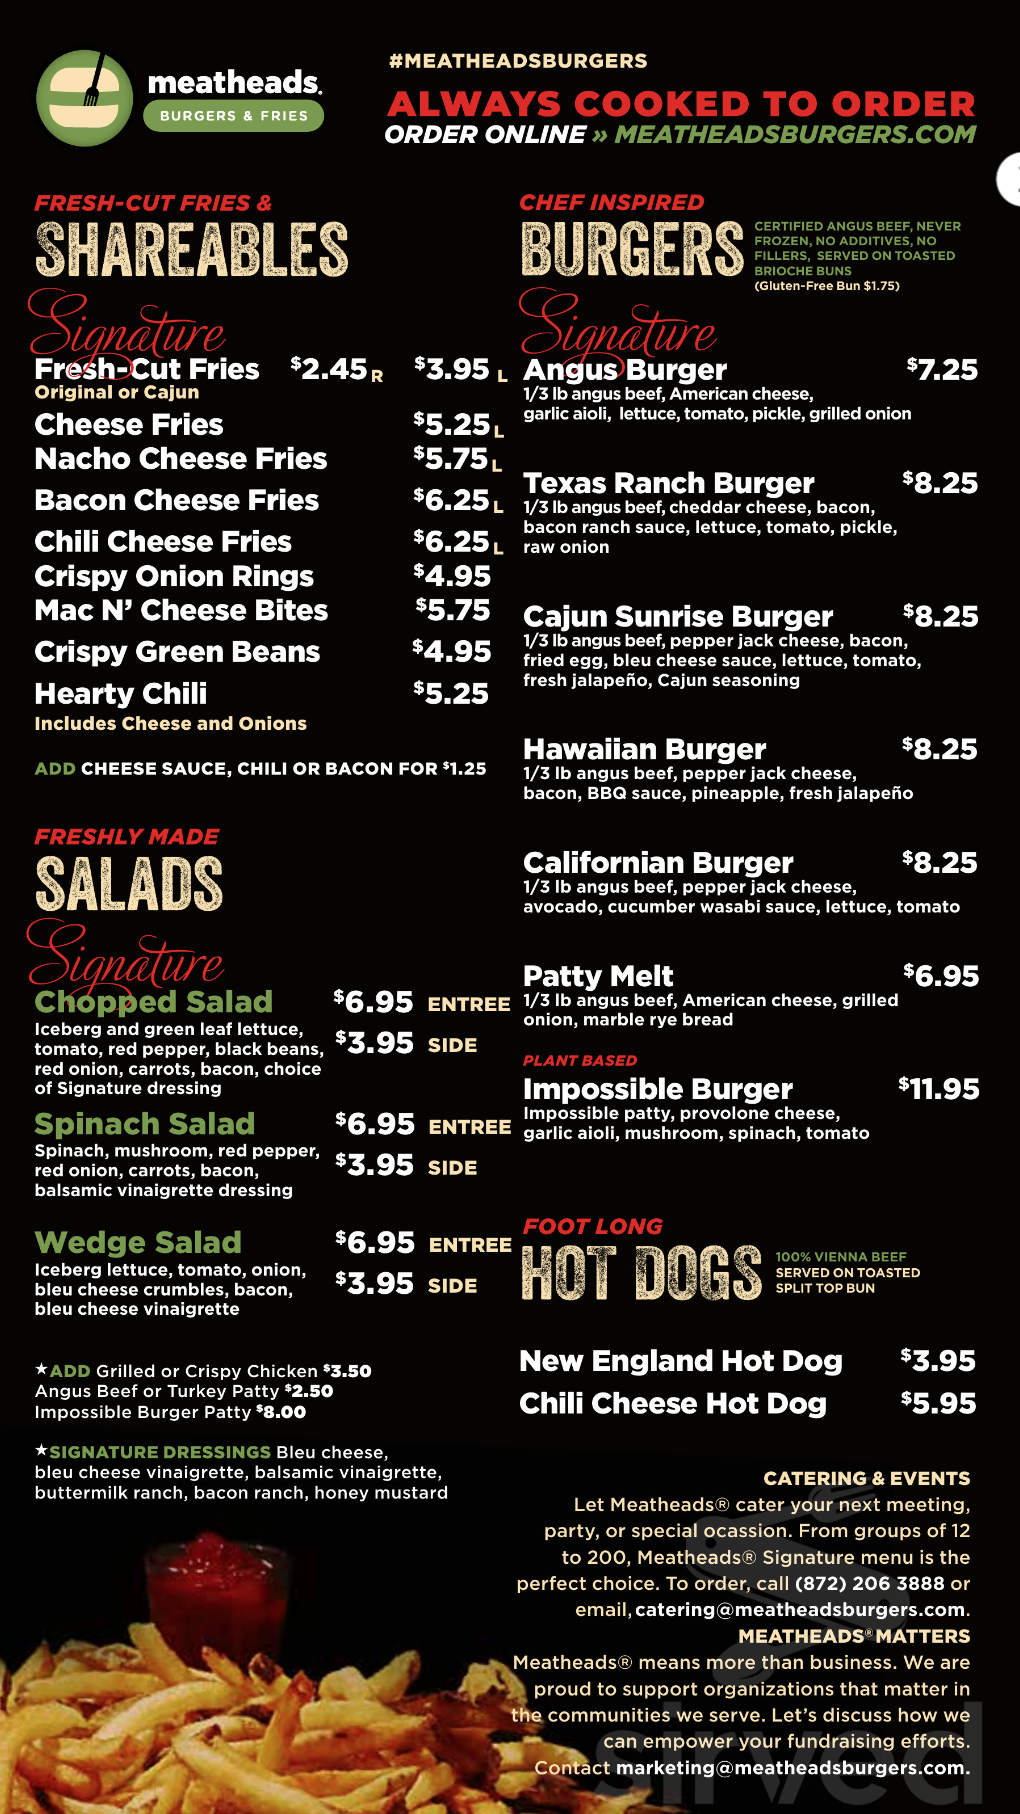 meatheads®
BURGERS & FRIES
#MEATHEADSBURGERS
ALWAYS COOKED TO ORDER
ORDER ONLINE » MEATHEADSBURGERS.COM
FRESH-CUT FRIES &
SHAREABLES
Signature
Fresh-Cut Fries $2.45 R $3.95 L
Original or Cajun
Cheese Fries $5.25 L
Nacho Cheese Fries $5.75 L
Bacon Cheese Fries $6.25 L
Chili Cheese Fries $6.25 L
Crispy Onion Rings $4.95
Mac N' Cheese Bites $5.75
Crispy Green Beans $4.95
Hearty Chili $5.25
Includes Cheese and Onions
ADD CHEESE SAUCE, CHILI OR BACON FOR $1.25
FRESHLY MADE
SALADS
Signature
Chopped Salad $6.95 ENTREE
Iceberg and green leaf lettuce,
tomato, red pepper, black beans, $3.95 SIDE
red onion, carrots, bacon, choice
of Signature dressing
Spinach Salad $6.95 ENTREE
Spinach, mushroom, red pepper,
red onion, carrots, bacon, $3.95 SIDE
balsamic vinaigrette dressing
Wedge Salad $6.95 ENTREE
Iceberg lettuce, tomato, onion,
bleu cheese crumbles, bacon, $3.95 SIDE
bleu cheese vinaigrette
★ADD Grilled or Crispy Chicken $3.50
Angus Beef or Turkey Patty $2.50
Impossible Burger Patty $8.00
★SIGNATURE DRESSINGS Bleu cheese,
bleu cheese vinaigrette, balsamic vinaigrette,
buttermilk ranch, bacon ranch, honey mustard
CHEF INSPIRED
BURGERS
CERTIFIED ANGUS BEEF, NEVER
FROZEN, NO ADDITIVES, NO
FILLERS, SERVED ON TOASTED
BRIOCHE BUNS
(Gluten-Free Bun $1.75)
Signature
Angus Burger $7.25
1/3 lb angus beef, American cheese,
garlic aioli, lettuce, tomato, pickle, grilled onion
Texas Ranch Burger $8.25
1/3 lb angus beef, cheddar cheese, bacon,
bacon ranch sauce, lettuce, tomato, pickle,
raw onion
Cajun Sunrise Burger $8.25
1/3 lb angus beef, pepper jack cheese, bacon,
fried egg, bleu cheese sauce, lettuce, tomato,
fresh jalapeño, Cajun seasoning
Hawaiian Burger $8.25
1/3 lb angus beef, pepper jack cheese,
bacon, BBQ sauce, pineapple, fresh jalapeño
Californian Burger $8.25
1/3 lb angus beef, pepper jack cheese,
avocado, cucumber wasabi sauce, lettuce, tomato
Patty Melt $6.95
1/3 lb angus beef, American cheese, grilled
onion, marble rye bread
PLANT BASED
Impossible Burger $11.95
Impossible patty, provolone cheese,
garlic aioli, mushroom, spinach, tomato
FOOT LONG
HOT DOGS
100% VIENNA BEEF
SERVED ON TOASTED
SPLIT TOP BUN
New England Hot Dog $3.95
Chili Cheese Hot Dog $5.95
CATERING & EVENTS
Let Meatheads® cater your next meeting,
party, or special ocassion. From groups of 12
to 200, Meatheads® Signature menu is the
perfect choice. To order, call (872) 206 3888 or
email, catering@meatheadsburgers.com.
MEATHEADS® MATTERS
Meatheads® means more than business. We are
proud to support organizations that matter in
the communities we serve. Let's discuss how we
can empower your fundraising efforts.
Contact marketing@meatheadsburgers.com.
sirved